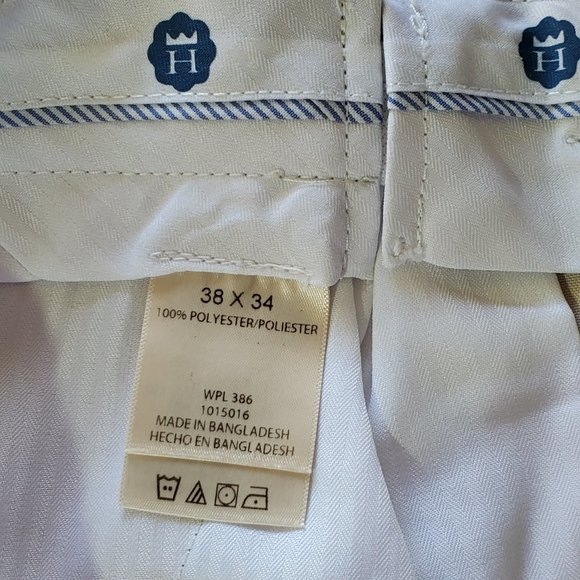 H
H
38 X 34
100% POLYESTER/POLIESTER
WPL 386
1015016
MADE IN BANGLADESH
HECHO EN BANGLADESH